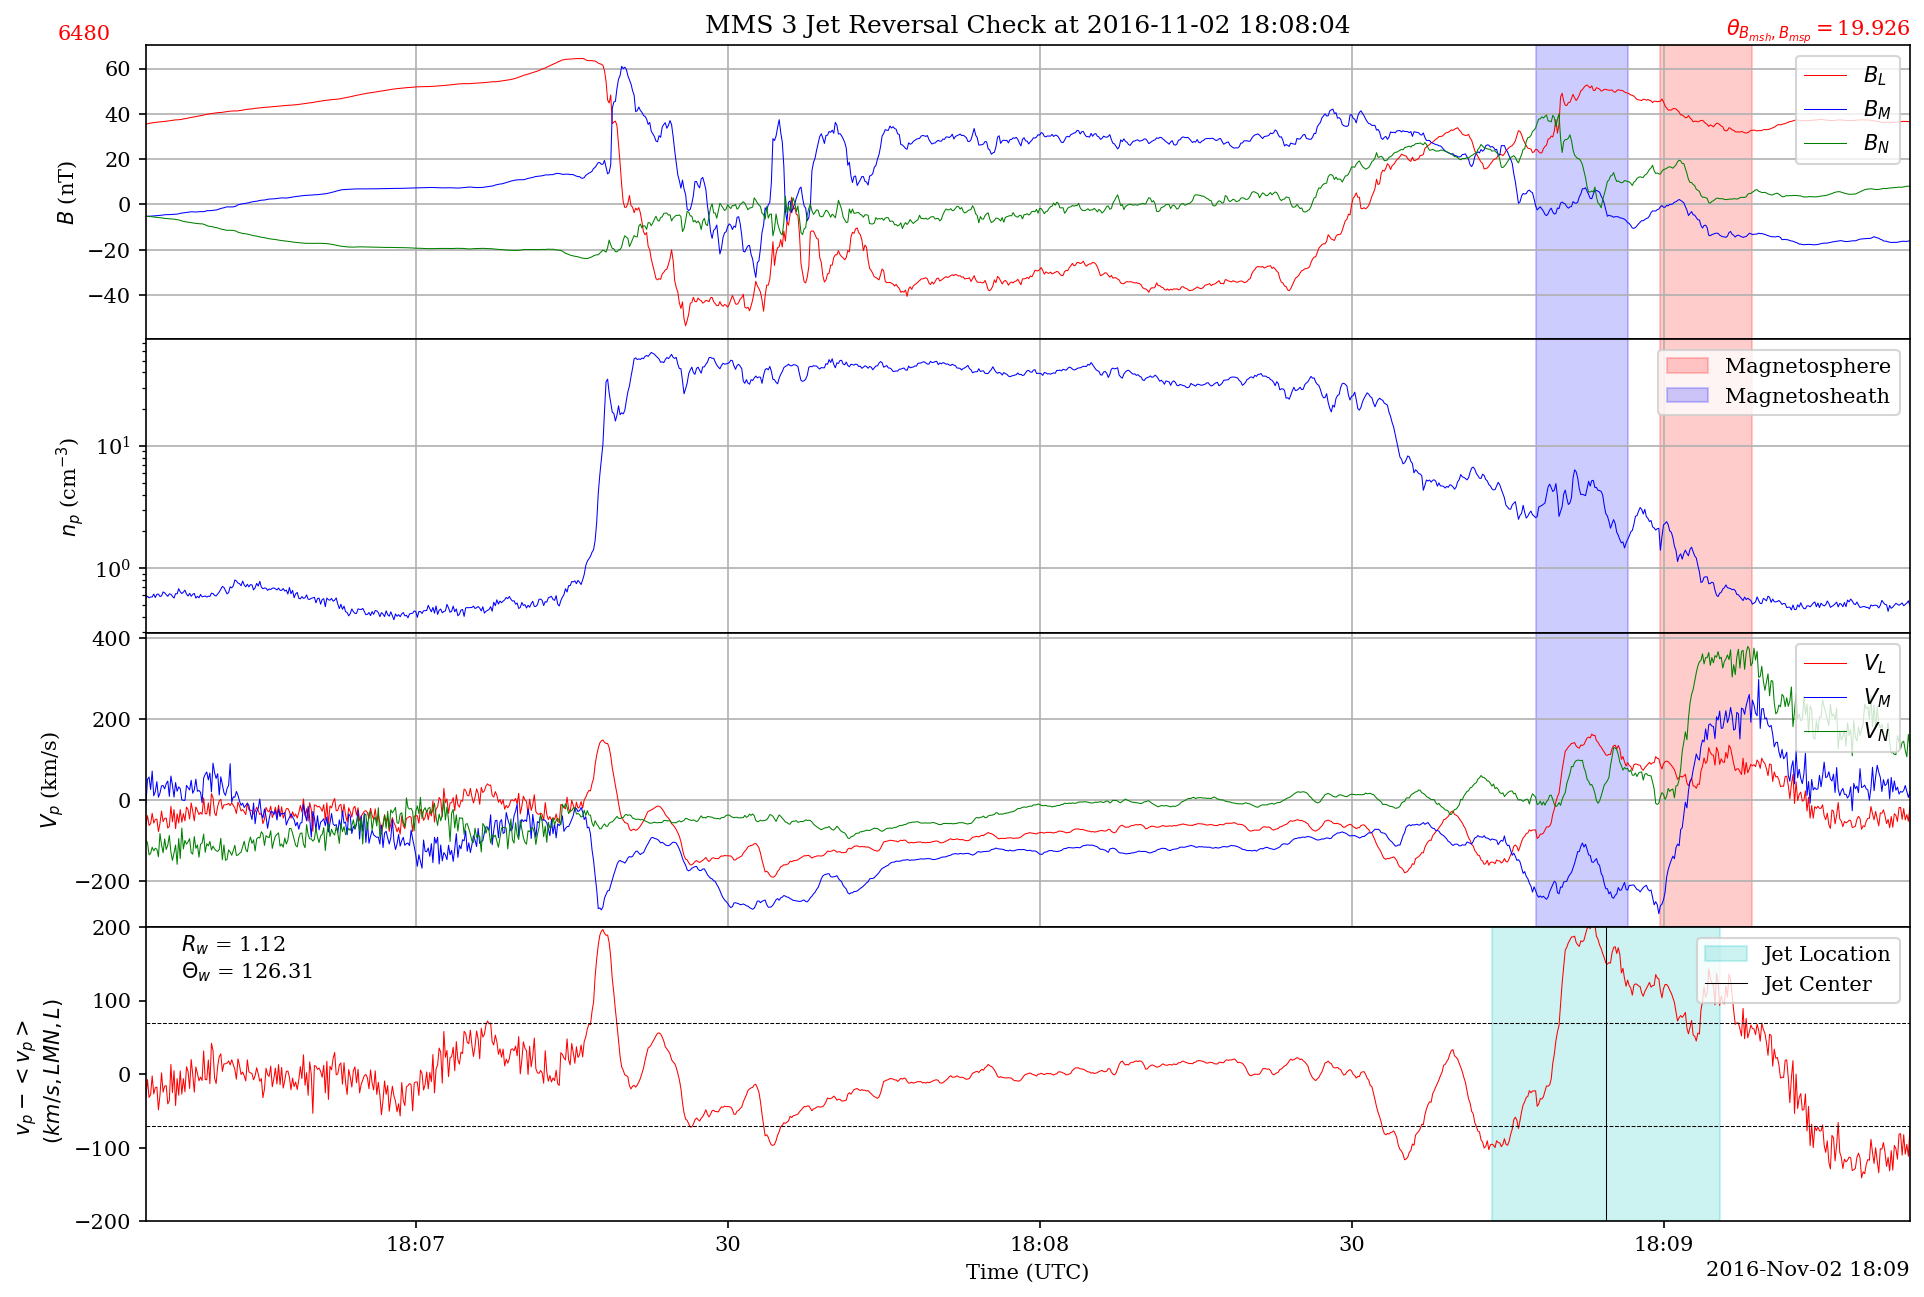 MMS 3 Jet Reversal Check at 2016-11-02 18:08:04
6480
θ_{B_{msh}, B_{msp}} = 19.926
60
40
20
0
−20
−40
B (nT)
B_L
B_M
B_N
10^1
10^0
n_p (cm^{−3})
Magnetosphere
Magnetosheath
400
200
0
−200
V_p (km/s)
V_L
V_M
V_N
200
100
0
−100
−200
v_p − < v_p >
(km/s, LMN, L)
R_w = 1.12
Θ_w = 126.31
Jet Location
Jet Center
18:07
30
18:08
30
18:09
Time (UTC)
2016-Nov-02 18:09